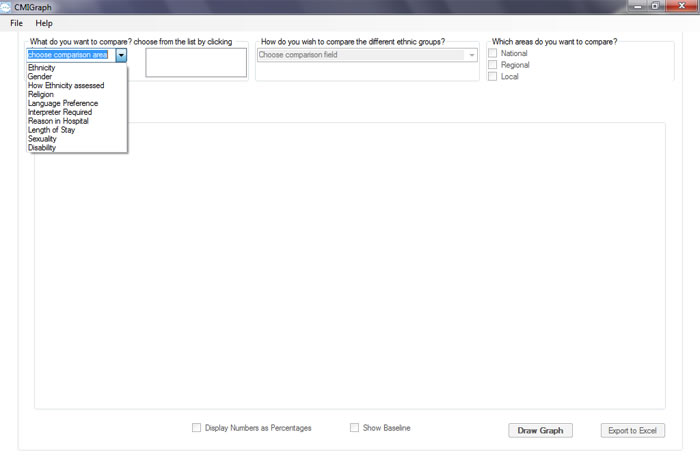 CMIGraph
File Help
What do you want to compare? choose from the list by clicking
How do you wish to compare the different ethnic groups?
Which areas do you want to compare?
choose comparison area
Choose comparison field
National
Regional
Local
Ethnicity
Gender
How Ethnicity assessed
Religion
Language Preference
Interpreter Required
Reason in Hospital
Length of Stay
Sexuality
Disability
Display Numbers as Percentages
Show Baseline
Draw Graph
Export to Excel